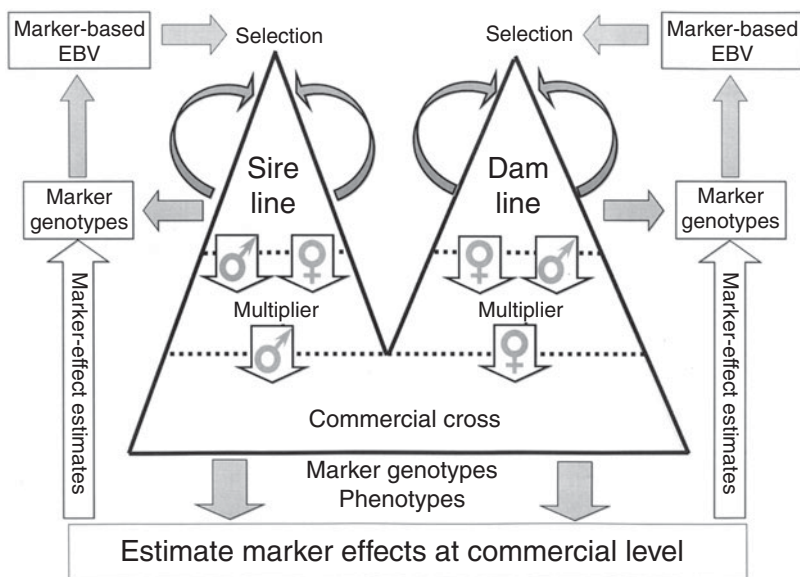 Marker-based
EBV
Selection
Selection
Marker-based
EBV
Sire
line
Dam
line
Marker
genotypes
Marker
genotypes
Multiplier
Multiplier
Marker-effect estimates
Marker-effect estimates
Commercial cross
Marker genotypes
Phenotypes
Estimate marker effects at commercial level